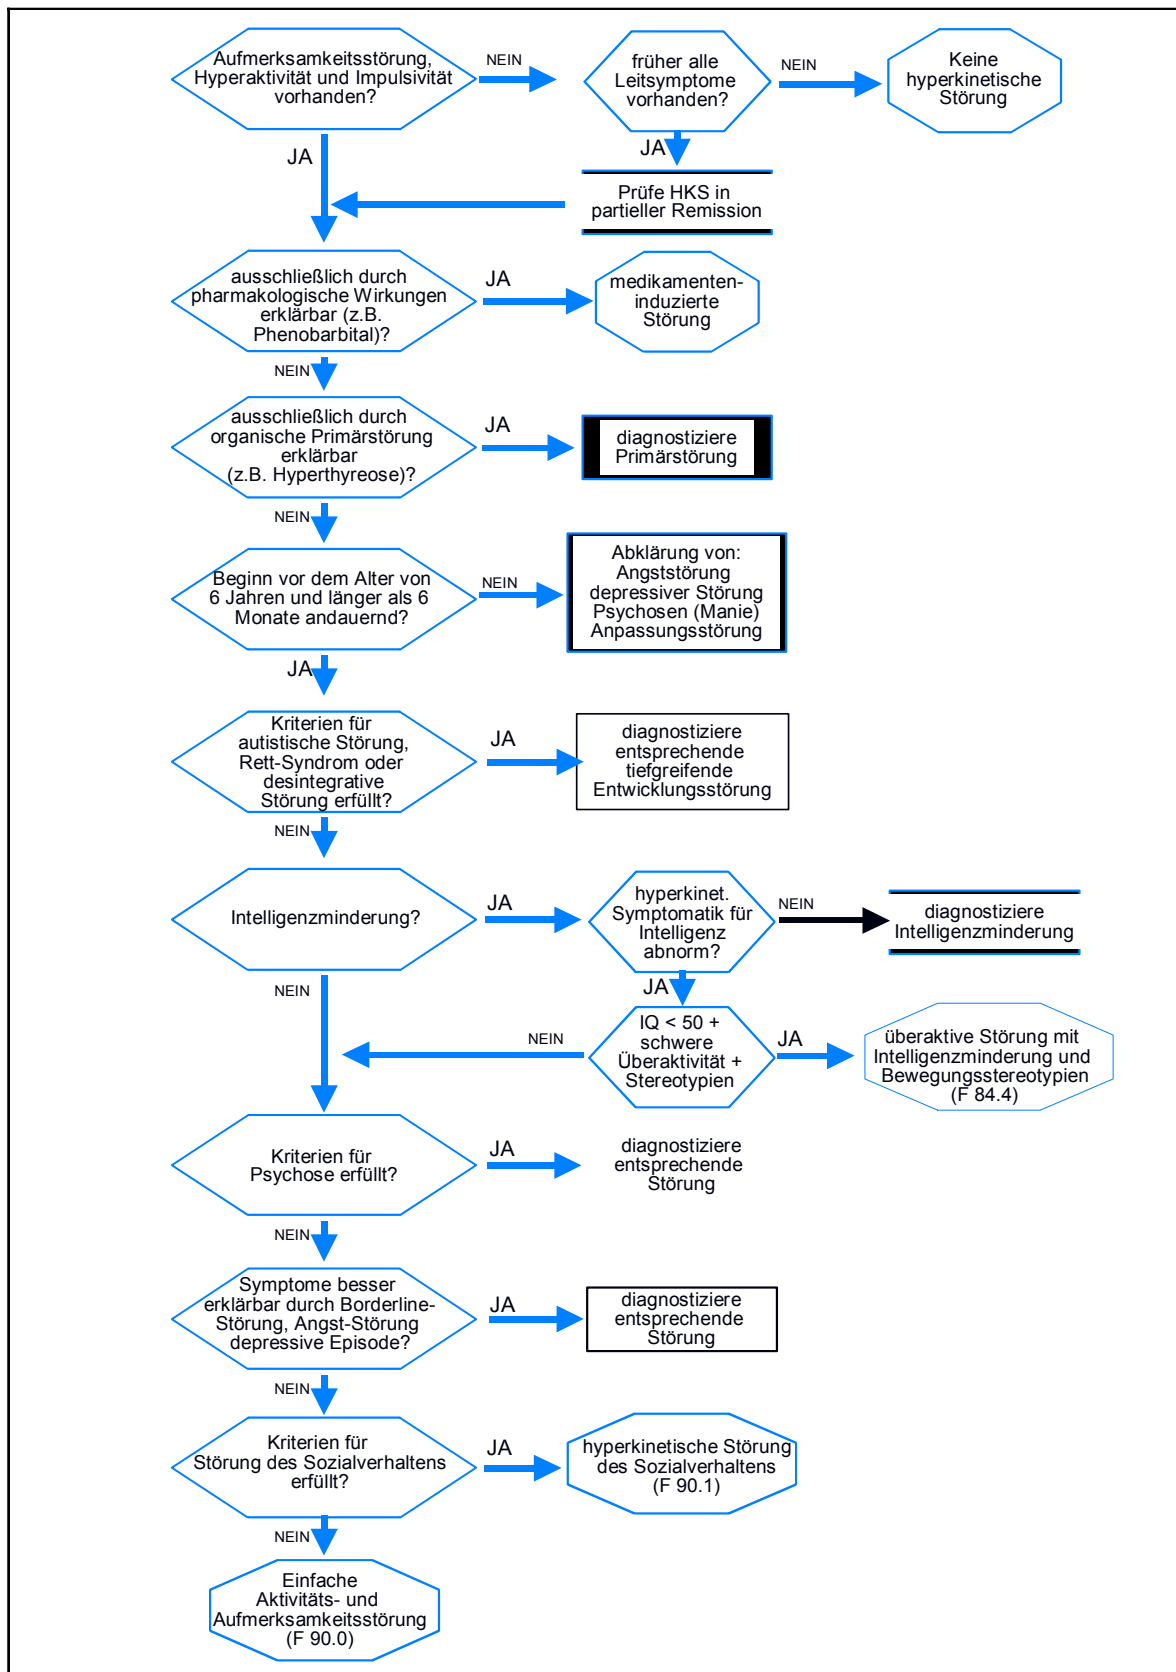 Aufmerksamkeitsstörung,
Hyperaktivität und Impulsivität
vorhanden?
NEIN
früher alle
Leitsymptome
vorhanden?
NEIN
Keine
hyperkinetische
Störung
JA
JA
Prüfe HKS in
partieller Remission
ausschließlich durch
pharmakologische Wirkungen
erklärbar (z.B.
Phenobarbital)?
JA
medikamenten-
induzierte
Störung
NEIN
ausschließlich durch
organische Primärstörung
erklärbar
(z.B. Hyperthyreose)?
JA
diagnostiziere
Primärstörung
NEIN
Beginn vor dem Alter von
6 Jahren und länger als 6
Monate andauernd?
NEIN
Abklärung von:
Angststörung
depressiver Störung
Psychosen (Manie)
Anpassungsstörung
JA
Kriterien für
autistische Störung,
Rett-Syndrom oder
desintegrative
Störung erfüllt?
JA
diagnostiziere
entsprechende
tiefgreifende
Entwicklungsstörung
NEIN
Intelligenzminderung?
JA
hyperkinet.
Symptomatik für
Intelligenz
abnorm?
NEIN
diagnostiziere
Intelligenzminderung
NEIN
JA
IQ < 50 +
schwere
Überaktivität +
Stereotypien
NEIN
JA
überaktive Störung mit
Intelligenzminderung und
Bewegungsstereotypien
(F 84.4)
Kriterien für
Psychose erfüllt?
JA
diagnostiziere
entsprechende
Störung
NEIN
Symptome besser
erklärbar durch Borderline-
Störung, Angst-Störung
depressive Episode?
JA
diagnostiziere
entsprechende
Störung
NEIN
Kriterien für
Störung des Sozialverhaltens
erfüllt?
JA
hyperkinetische Störung
des Sozialverhaltens
(F 90.1)
NEIN
Einfache
Aktivitäts- und
Aufmerksamkeitsstörung
(F 90.0)